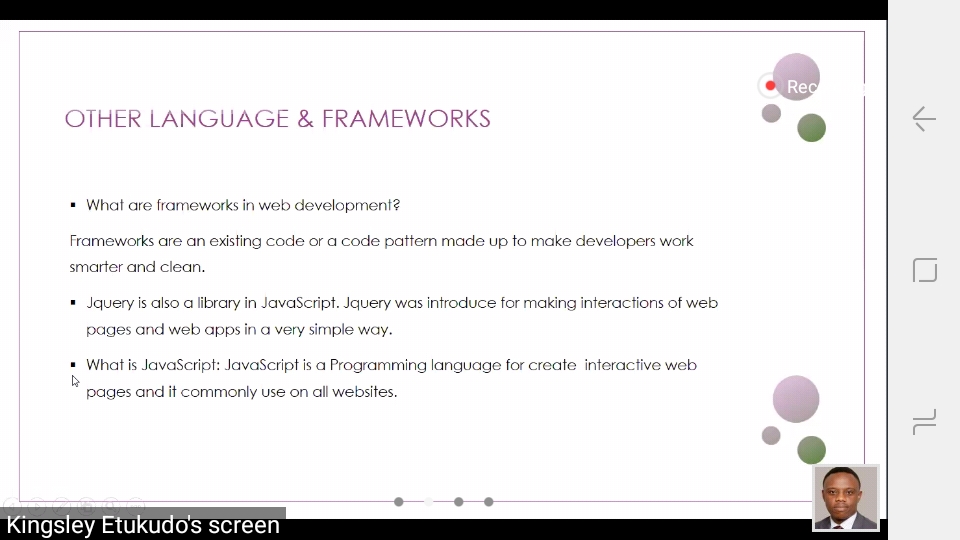 Rec
OTHER LANGUAGE & FRAMEWORKS
▪ What are frameworks in web development?
Frameworks are an existing code or a code pattern made up to make developers work
smarter and clean.
▪ Jquery is also a library in JavaScript. Jquery was introduce for making interactions of web
pages and web apps in a very simple way.
▪ What is JavaScript: JavaScript is a Programming language for create interactive web
pages and it commonly use on all websites.
Kingsley Etukudo's screen